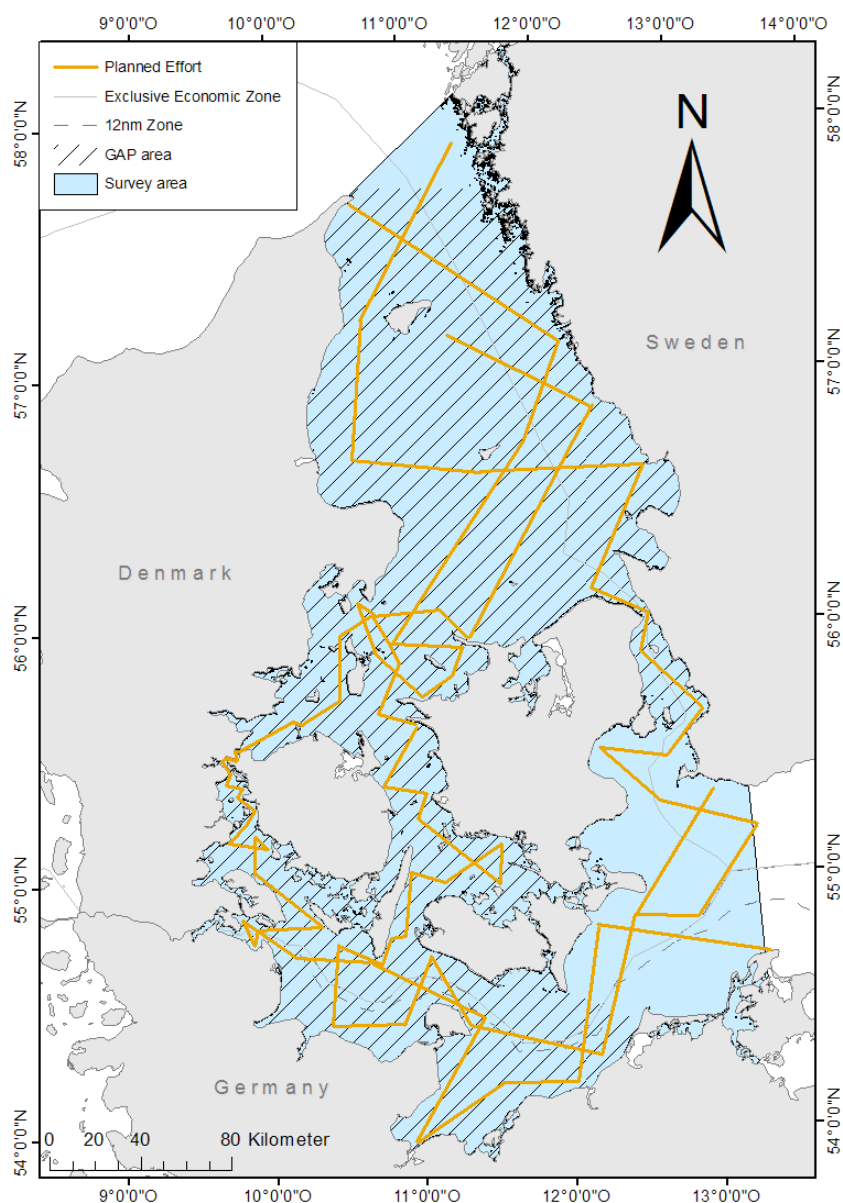 9°0'0"E 10°0'0"E 11°0'0"E 12°0'0"E 13°0'0"E 14°0'0"E
Planned Effort
Exclusive Economic Zone
12nm Zone
GAP area
Survey area
N
58°0'0"N
58°0'0"N
Sweden
57°0'0"N
57°0'0"N
Denmark
56°0'0"N
56°0'0"N
55°0'0"N
55°0'0"N
Germany
54°0'0"N
54°0'0"N
0 20 40 80 Kilometer
9°0'0"E 10°0'0"E 11°0'0"E 12°0'0"E 13°0'0"E